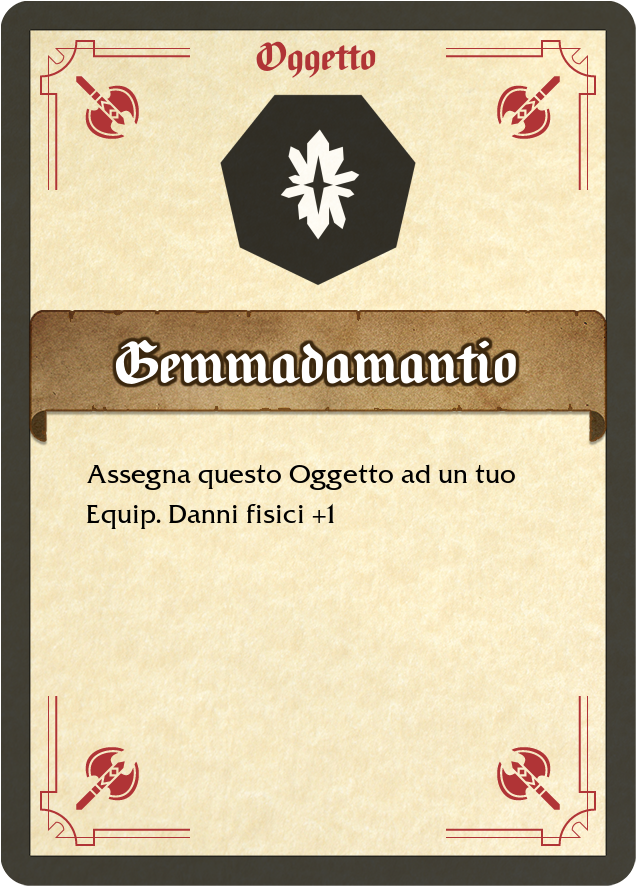 Oggetto
Gemmadamantio
Assegna questo Oggetto ad un tuo
Equip. Danni fisici +1